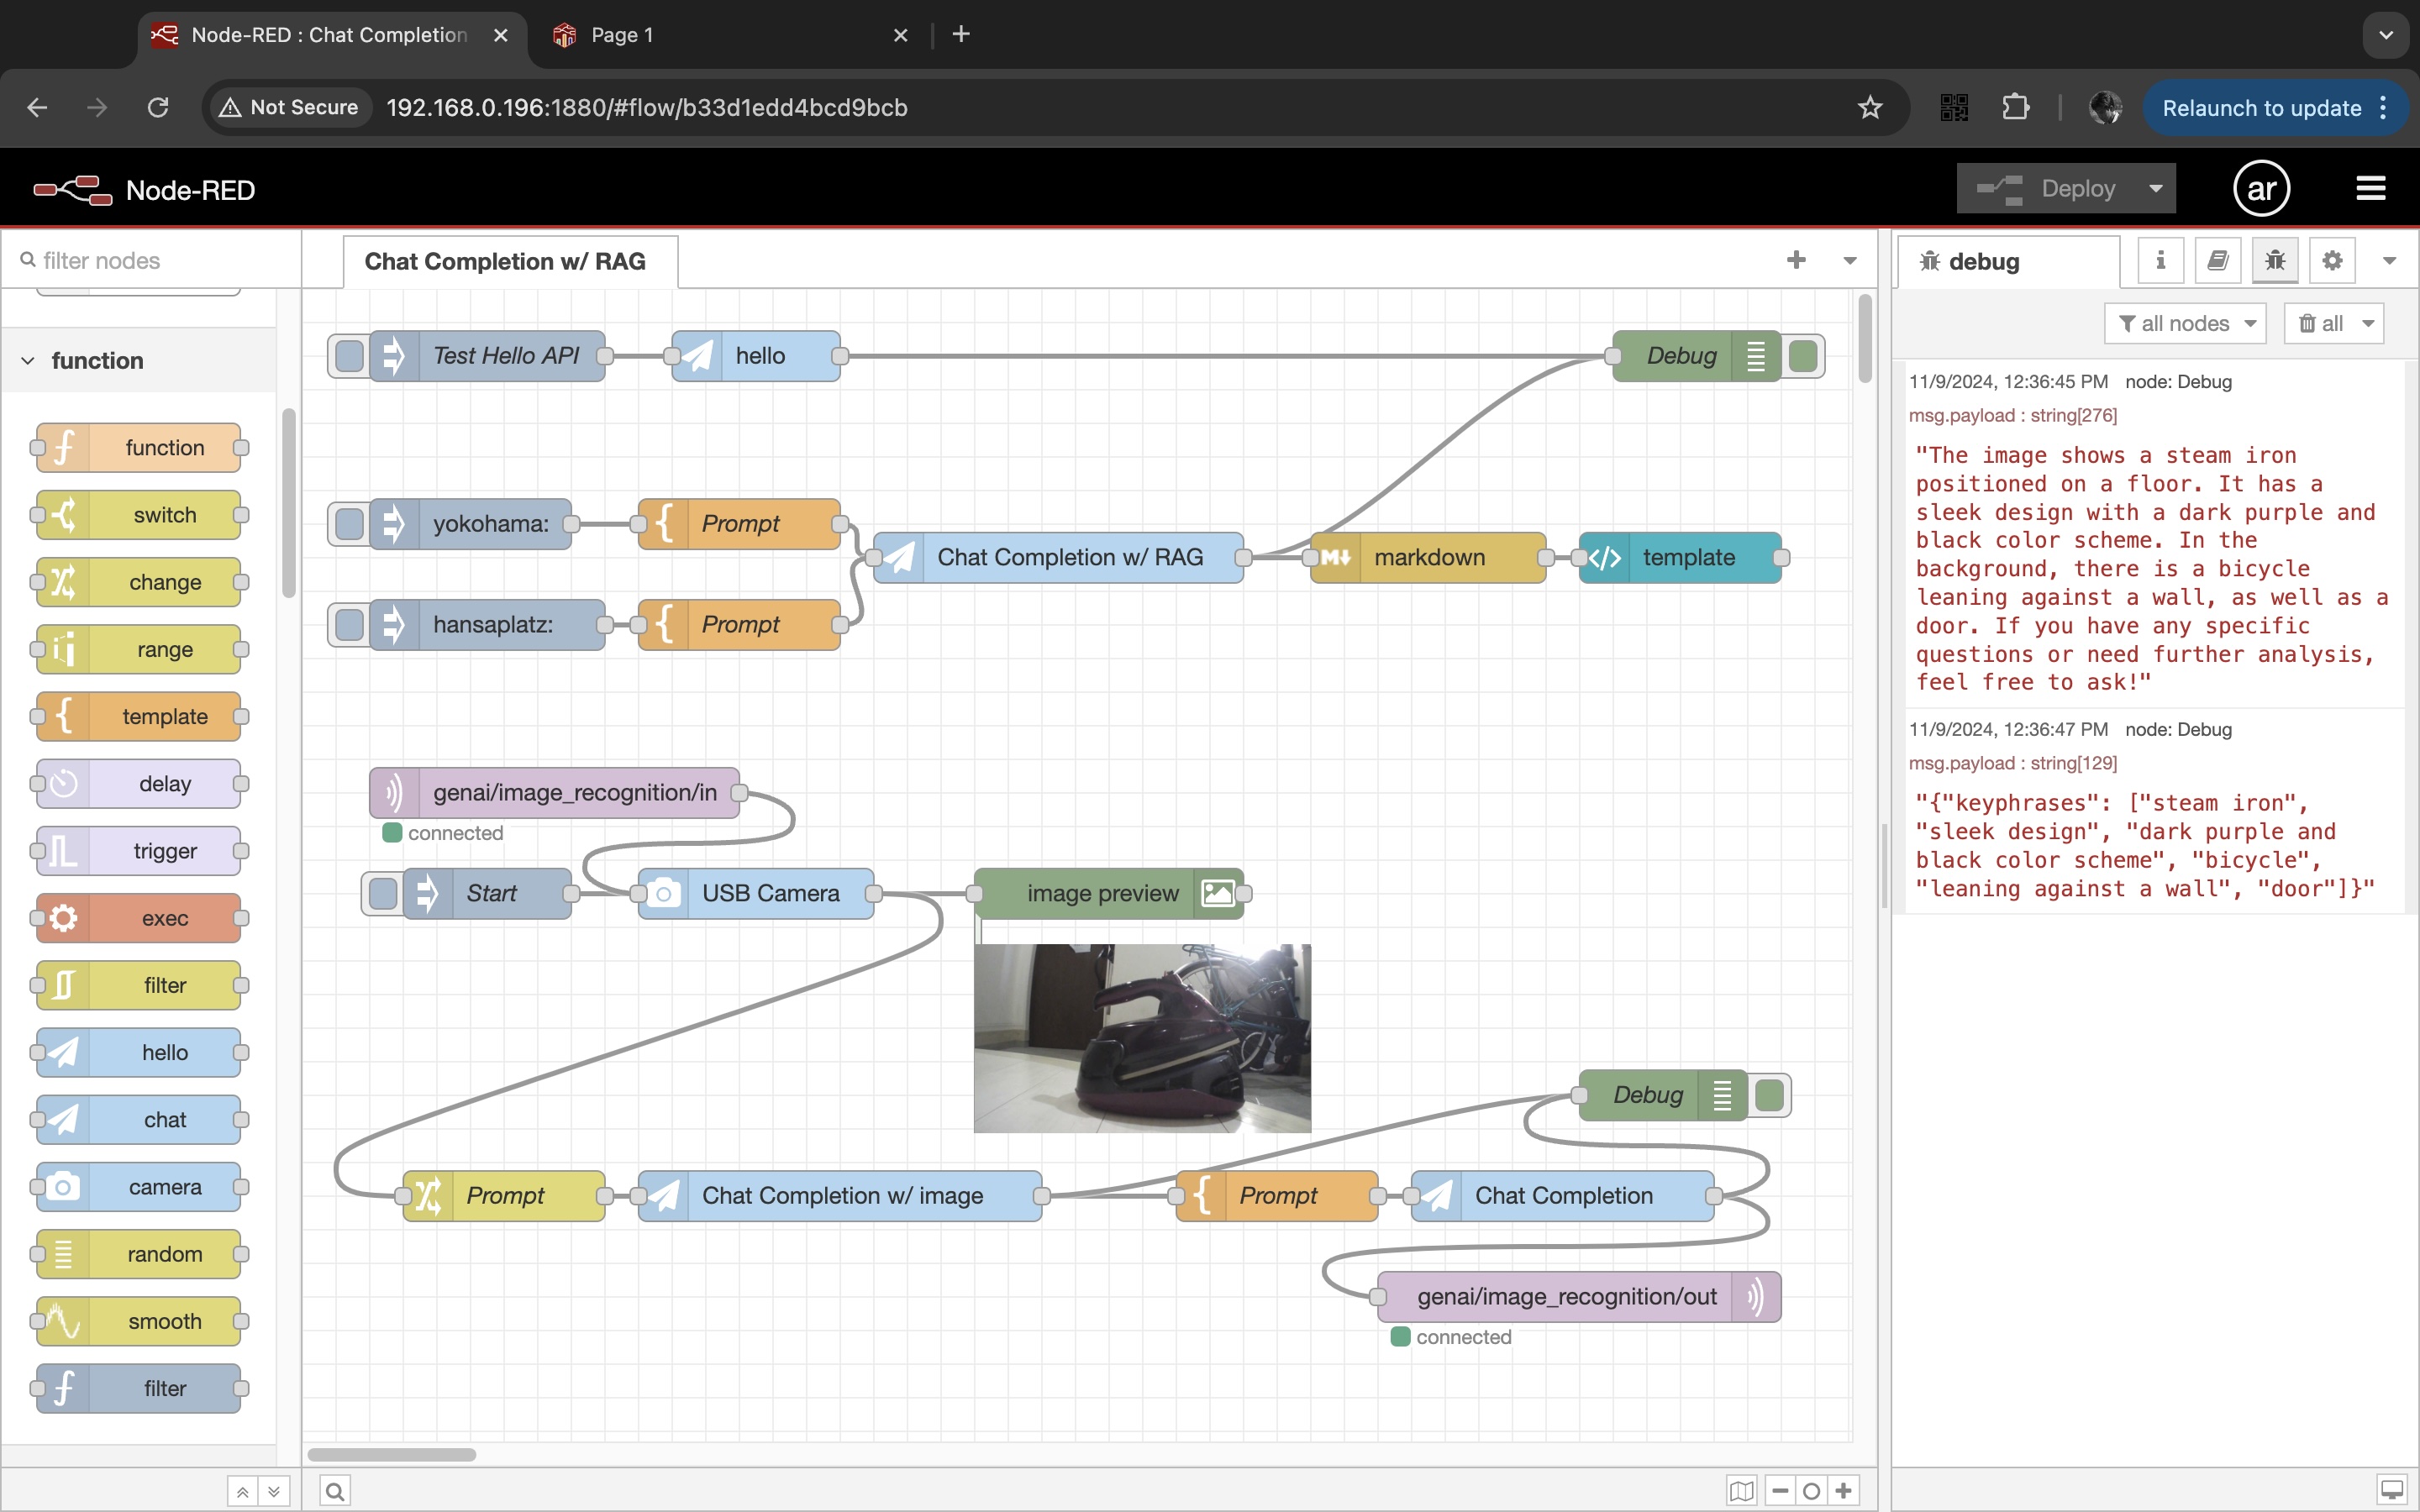 Node-RED : Chat Completion
Page 1
Not Secure
192.168.0.196:1880/#flow/b33d1edd4bcd9bcb
Relaunch to update
Node-RED
Deploy
ar
filter nodes
function
function
switch
change
range
template
delay
trigger
exec
filter
hello
chat
camera
random
smooth
filter
Chat Completion w/ RAG
Test Hello API
hello
Debug
yokohama:
Prompt
Chat Completion w/ RAG
markdown
template
hansaplatz:
Prompt
genai/image_recognition/in
connected
Start
USB Camera
image preview
Debug
Prompt
Chat Completion w/ image
Prompt
Chat Completion
genai/image_recognition/out
connected
debug
all nodes
all
11/9/2024, 12:36:45 PM node: Debug
msg.payload : string[276]
"The image shows a steam iron
positioned on a floor. It has a
sleek design with a dark purple and
black color scheme. In the
background, there is a bicycle
leaning against a wall, as well as a
door. If you have any specific
questions or need further analysis,
feel free to ask!"
11/9/2024, 12:36:47 PM node: Debug
msg.payload : string[129]
"{"keyphrases": ["steam iron",
"sleek design", "dark purple and
black color scheme", "bicycle",
"leaning against a wall", "door"]}"